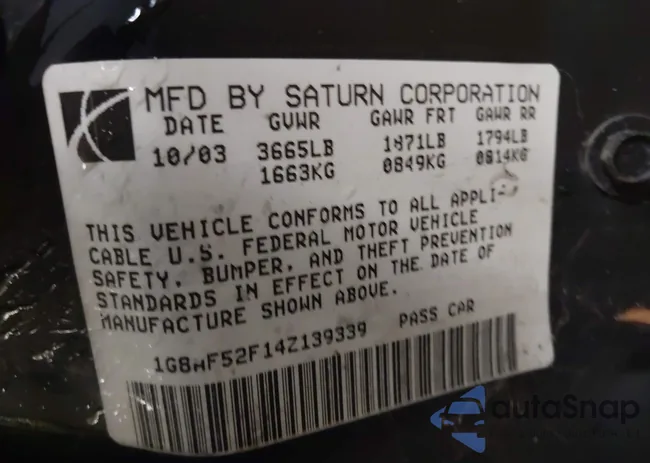 MFD BY SATURN CORPORATION
DATE GVWR GAWR FRT GAWR RR
10/03 3665LB 1871LB 1794LB
1663KG 0849KG 0814KG
THIS VEHICLE CONFORMS TO ALL APPLI-
CABLE U.S. FEDERAL MOTOR VEHICLE
SAFETY, BUMPER, AND THEFT PREVENTION
STANDARDS IN EFFECT ON THE DATE OF
MANUFACTURE SHOWN ABOVE.
1G8AF52F14Z139339 PASS CAR
autoSnap